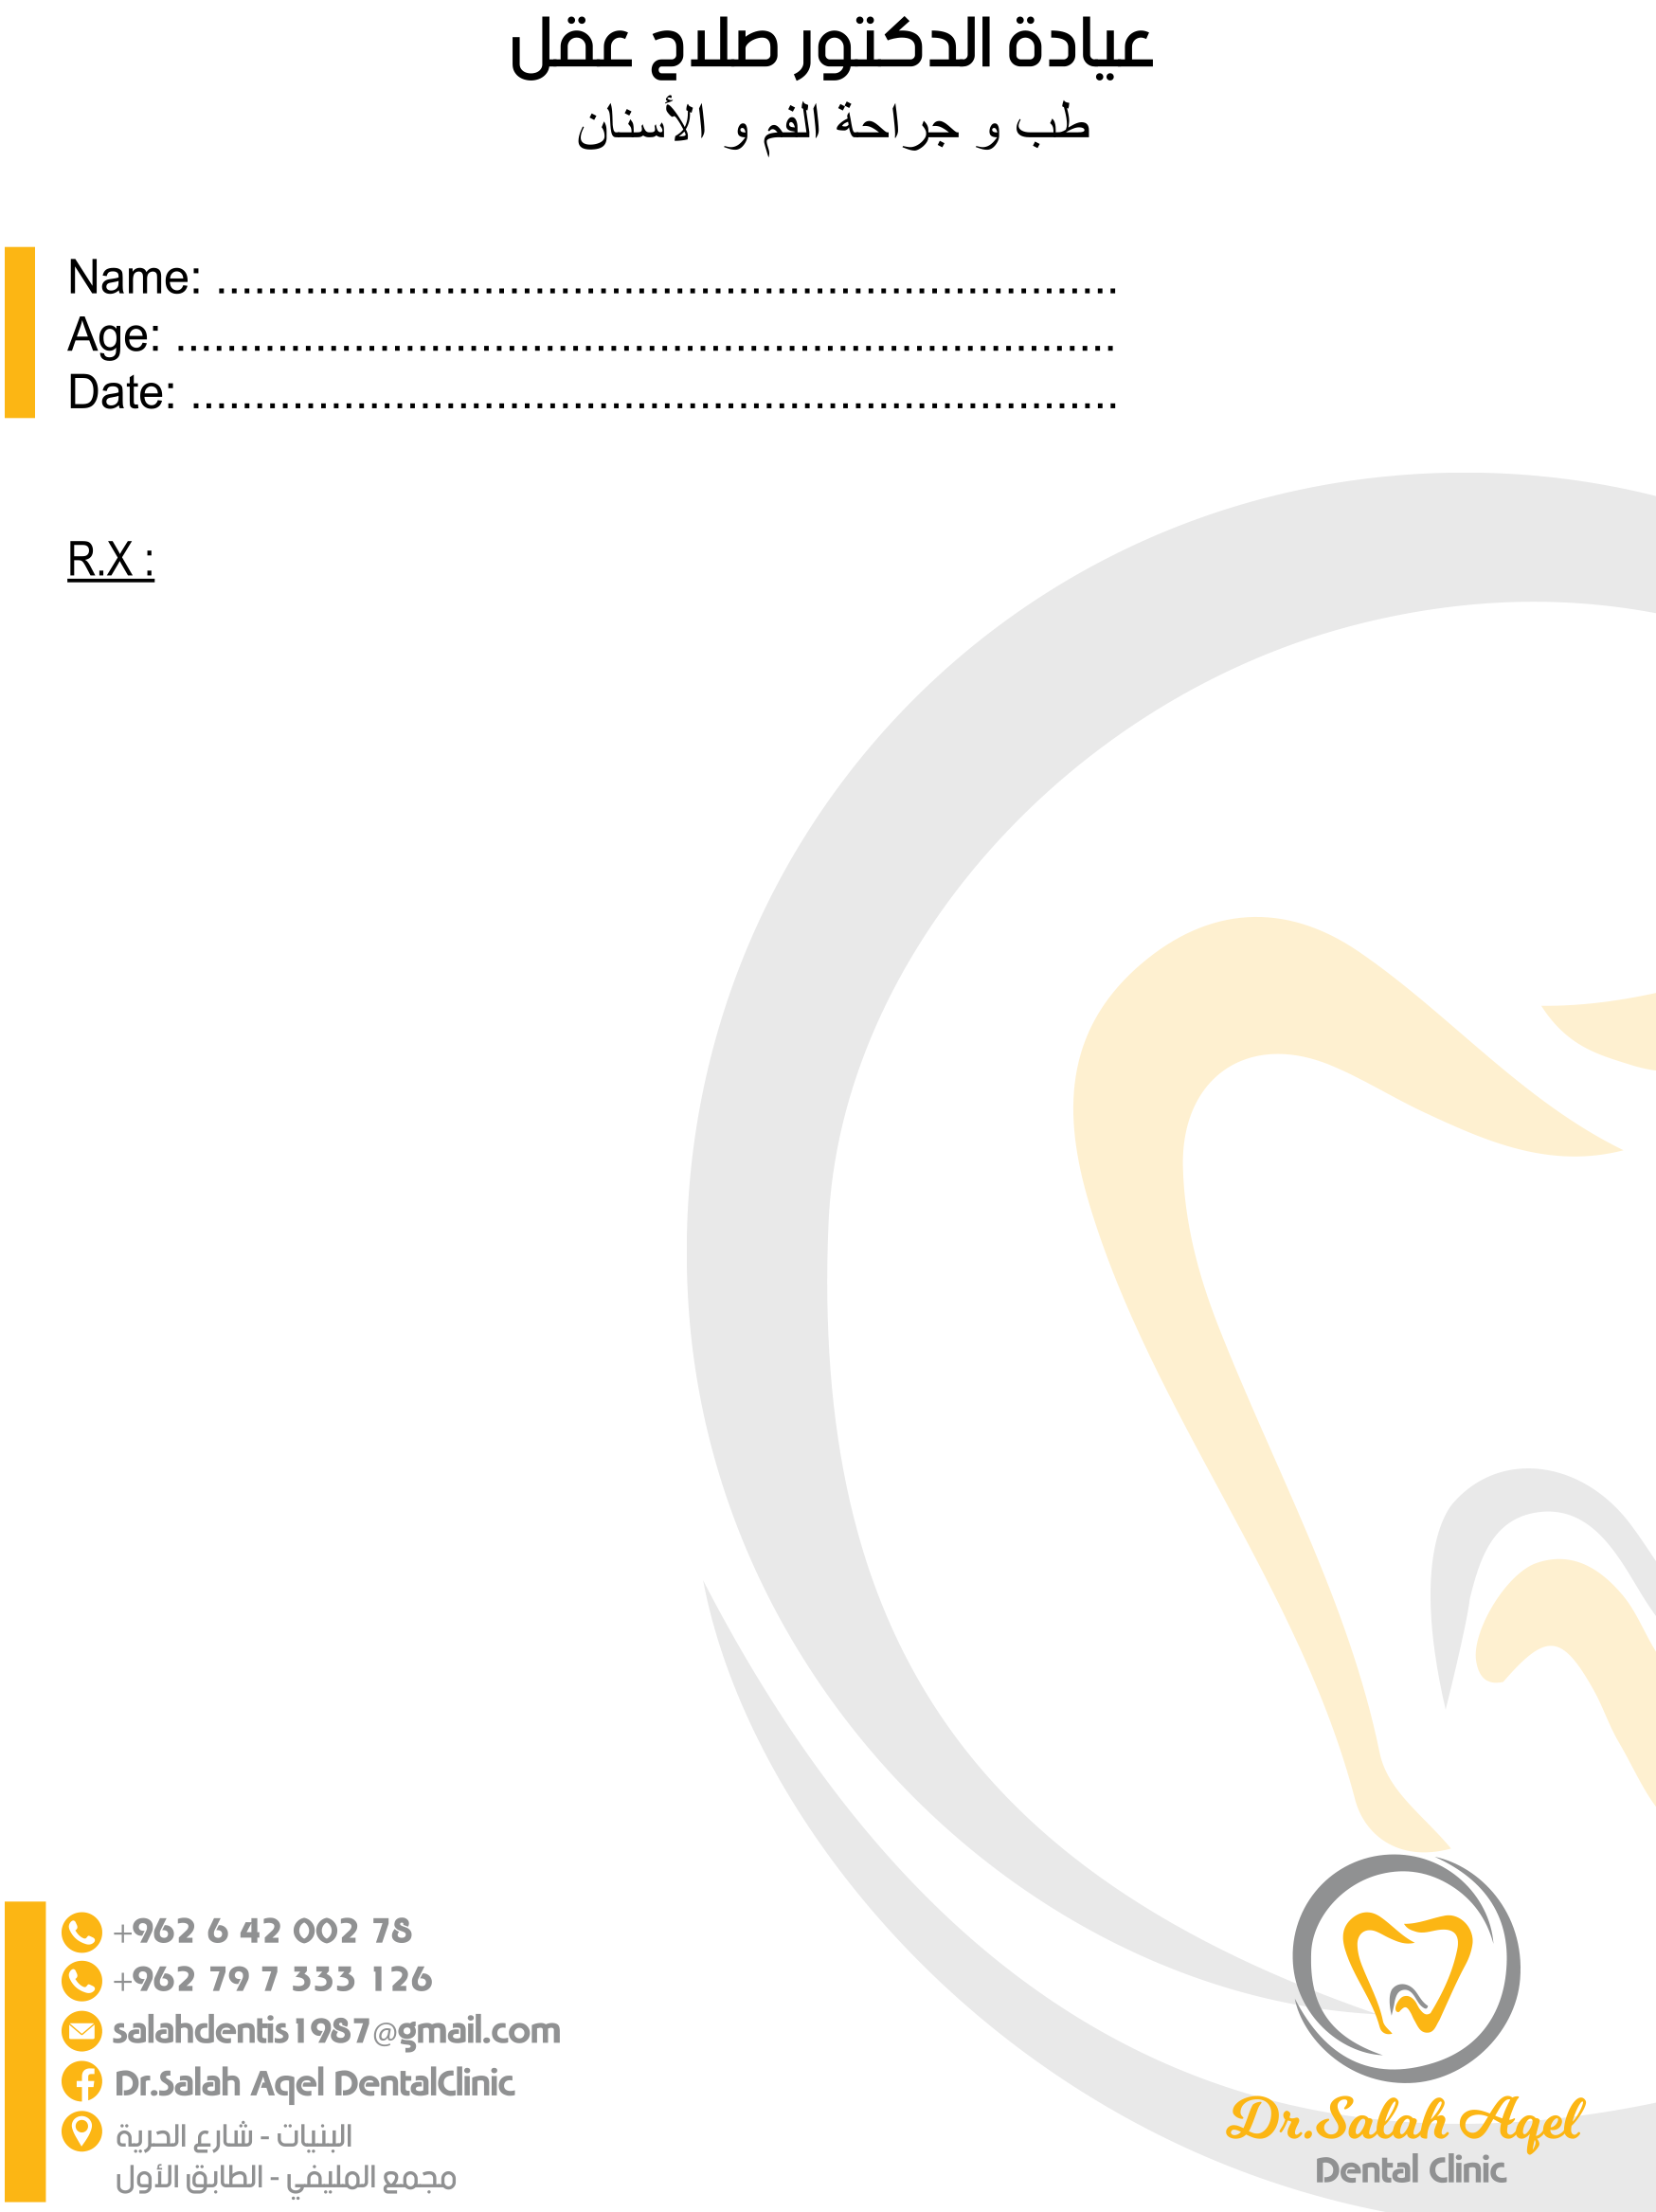 عيادة الدكتور صلاح عقل
طب و جراحة الفم و الأسنان
Name: ........................................................................
Age: ..........................................................................
Date: .........................................................................
R.X :
+962 6 42 002 78
+962 79 7 333 126
salahdentis1987@gmail.com
Dr.Salah Aqel DentalClinic
البنيات - شارع الحرية
مجمع المليفي - الطابق الأول
Dr. Salah Aqel
Dental Clinic